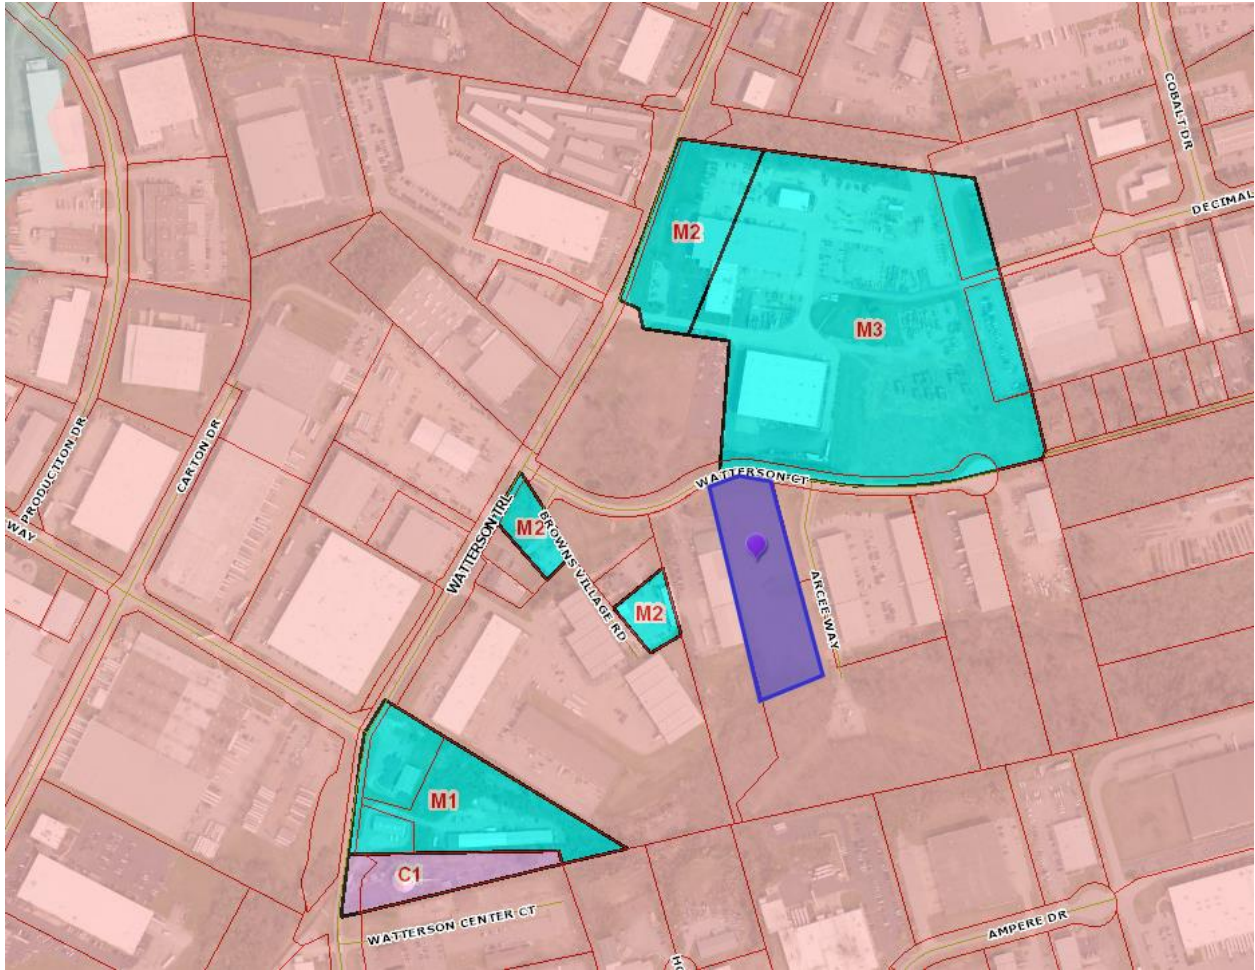 COBALT DR
DECIMAL
M2
M3
PRODUCTION DR
CARTON DR
WATTERSON CT
WAY
WATTERSON TRL
M2
BROWNS VILLAGE RD
M2
ARCEE WAY
M1
C1
WATTERSON CENTER CT
AMPERE DR